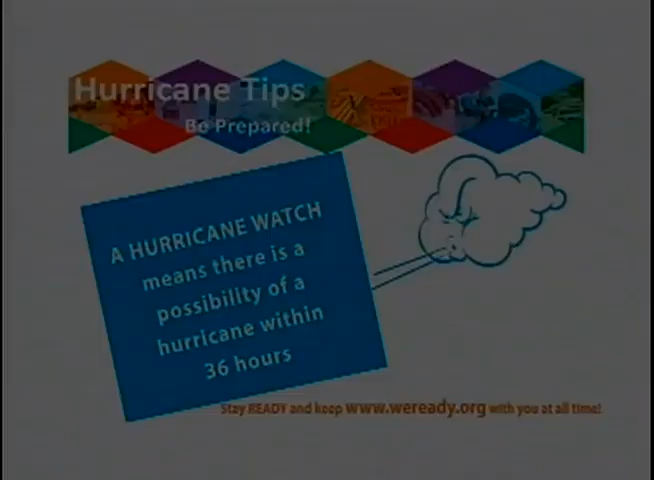 Hurricane Tips
Be Prepared!
A HURRICANE WATCH
means there is a
possibility of a
hurricane within
36 hours
Stay READY and keep www.weready.org with you at all time!